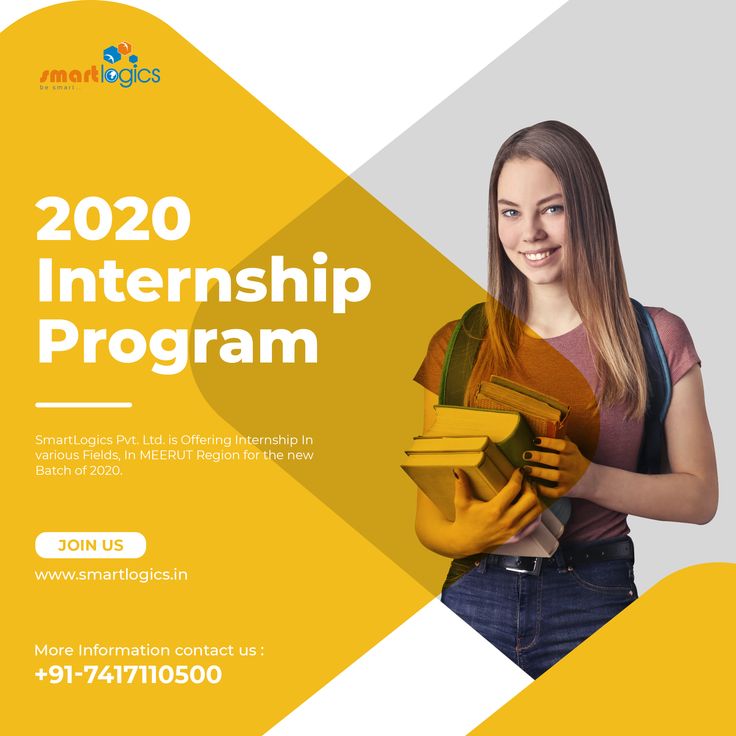 smartlogics
be smart..
2020
Internship
Program
SmartLogics Pvt. Ltd. is Offering Internship In
various Fields, In MEERUT Region for the new
Batch of 2020.
JOIN US
www.smartlogics.in
More Information contact us :
+91-7417110500